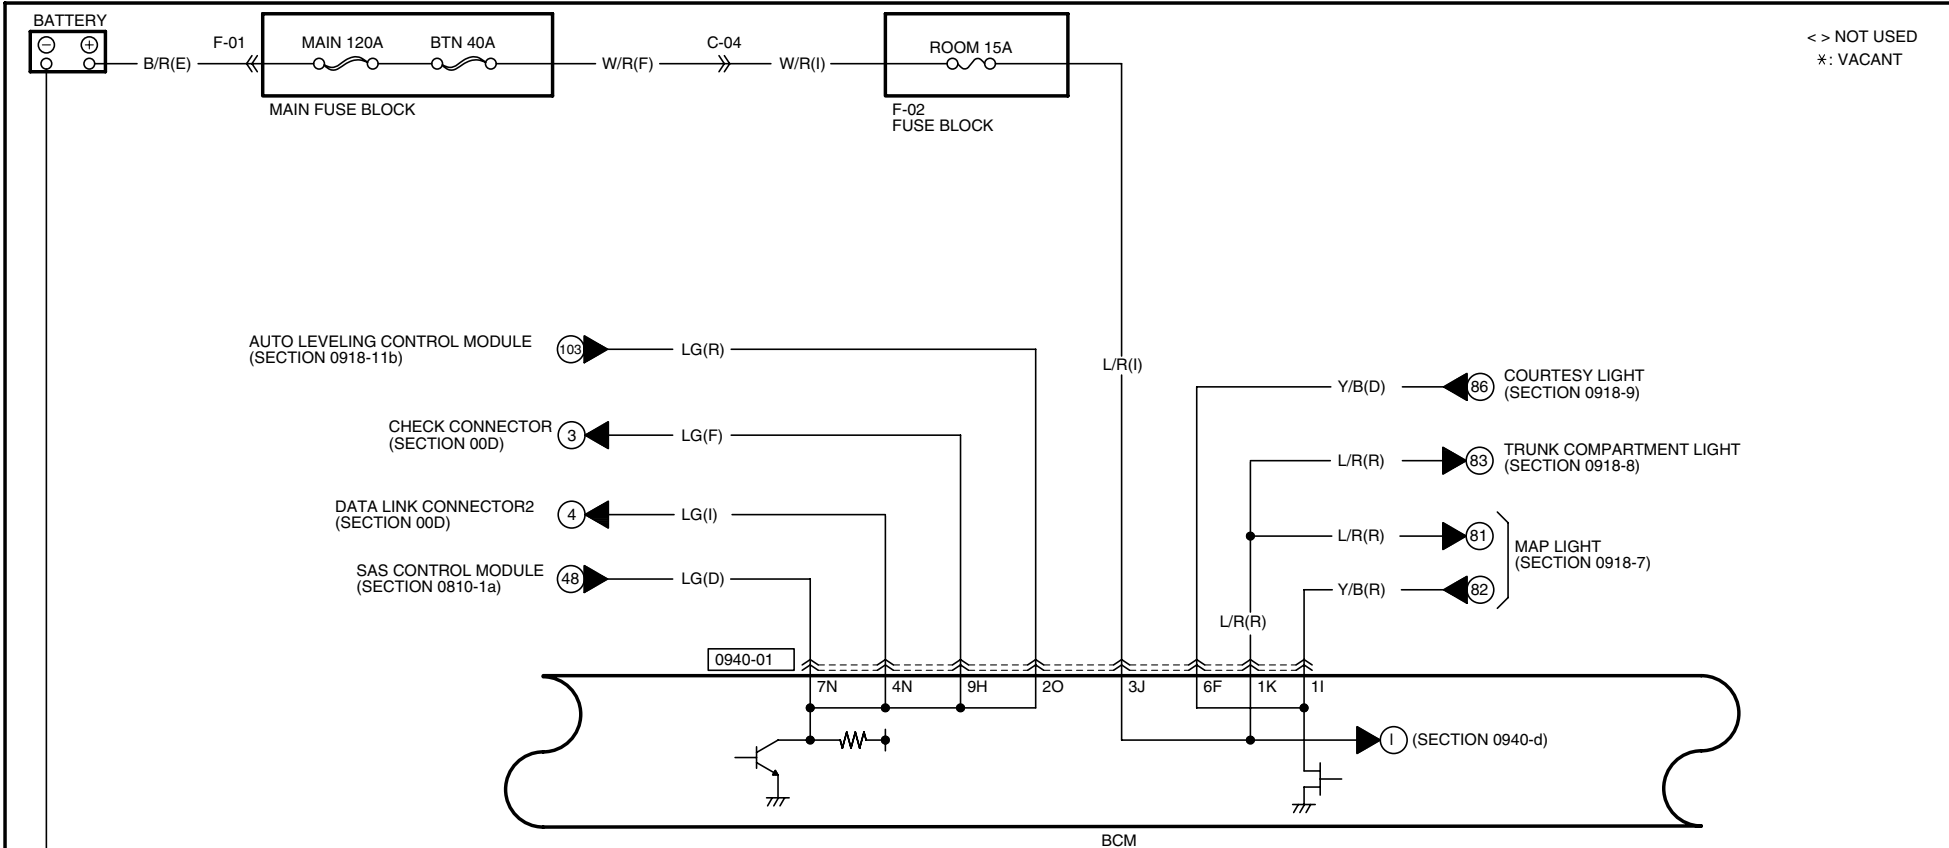 BATTERY
< > NOT USED
*: VACANT
− +
B/R(E)
F-01
MAIN 120A
BTN 40A
MAIN FUSE BLOCK
W/R(F)
C-04
W/R(I)
ROOM 15A
F-02
FUSE BLOCK
AUTO LEVELING CONTROL MODULE
(SECTION 0918-11b)
103
LG(R)
L/R(I)
Y/B(D)
86
COURTESY LIGHT
(SECTION 0918-9)
CHECK CONNECTOR
(SECTION 00D)
3
LG(F)
L/R(R)
83
TRUNK COMPARTMENT LIGHT
(SECTION 0918-8)
DATA LINK CONNECTOR2
(SECTION 00D)
4
LG(I)
L/R(R)
81
MAP LIGHT
(SECTION 0918-7)
SAS CONTROL MODULE
(SECTION 0810-1a)
48
LG(D)
Y/B(R)
82
L/R(R)
0940-01
7N
4N
9H
2O
3J
6F
1K
1I
I
(SECTION 0940-d)
BCM